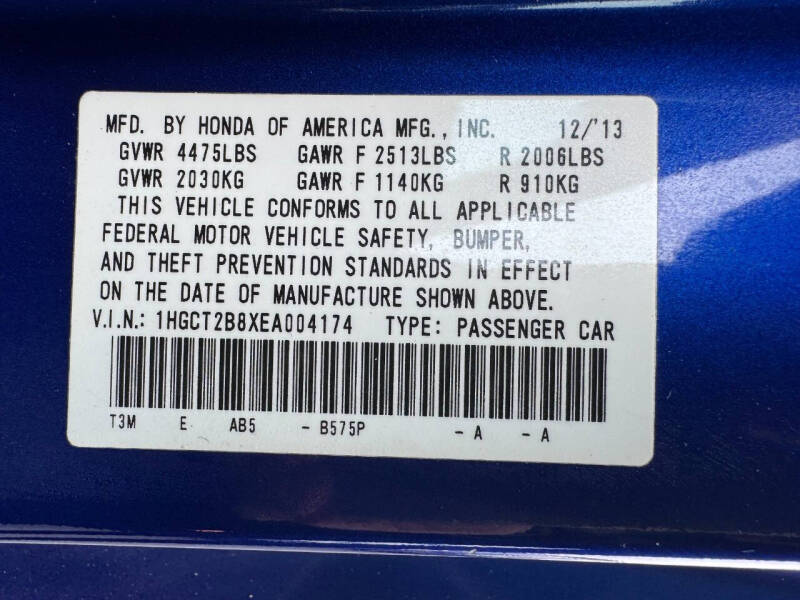 MFD. BY HONDA OF AMERICA MFG., INC. 12/'13
GVWR 4475LBS GAWR F 2513LBS R 2006LBS
GVWR 2030KG GAWR F 1140KG R 910KG
THIS VEHICLE CONFORMS TO ALL APPLICABLE
FEDERAL MOTOR VEHICLE SAFETY, BUMPER,
AND THEFT PREVENTION STANDARDS IN EFFECT
ON THE DATE OF MANUFACTURE SHOWN ABOVE.
V.I.N.: 1HGCT2B8XEA004174 TYPE: PASSENGER CAR
T3M E AB5 - B575P - A - A